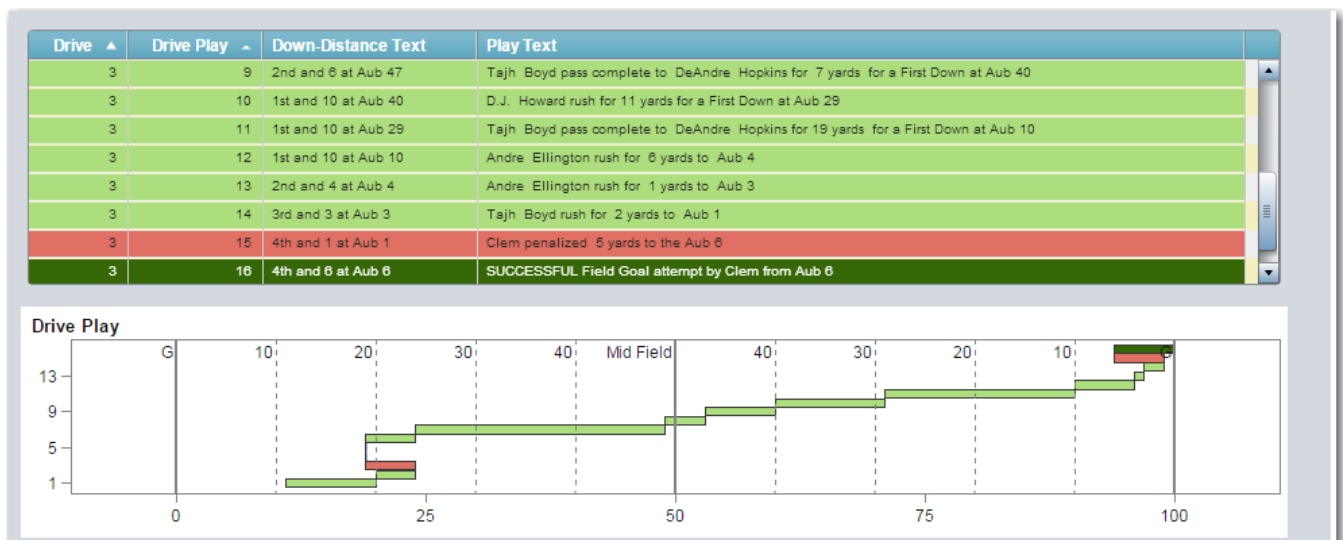 Drive Drive Play Down-Distance Text Play Text
3 9 2nd and 6 at Aub 47 Tajh Boyd pass complete to DeAndre Hopkins for 7 yards for a First Down at Aub 40
3 10 1st and 10 at Aub 40 D.J. Howard rush for 11 yards for a First Down at Aub 29
3 11 1st and 10 at Aub 29 Tajh Boyd pass complete to DeAndre Hopkins for 19 yards for a First Down at Aub 10
3 12 1st and 10 at Aub 10 Andre Ellington rush for 6 yards to Aub 4
3 13 2nd and 4 at Aub 4 Andre Ellington rush for 1 yards to Aub 3
3 14 3rd and 3 at Aub 3 Tajh Boyd rush for 2 yards to Aub 1
3 15 4th and 1 at Aub 1 Clem penalized 5 yards to the Aub 6
3 16 4th and 6 at Aub 6 SUCCESSFUL Field Goal attempt by Clem from Aub 6
Drive Play
G 10 20 30 40 Mid Field 40 30 20 10 G
13
9
5
1
0 25 50 75 100